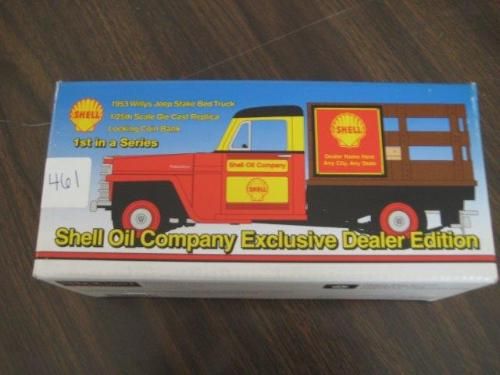 SHELL
1953 Willys Jeep Stake Bed Truck
1/25th Scale Die Cast Replica
Locking Coin Bank
1st in a Series
461
Shell Oil Company
SHELL
SHELL
Dealer Name Here
Any City, Any State
Shell Oil Company Exclusive Dealer Edition